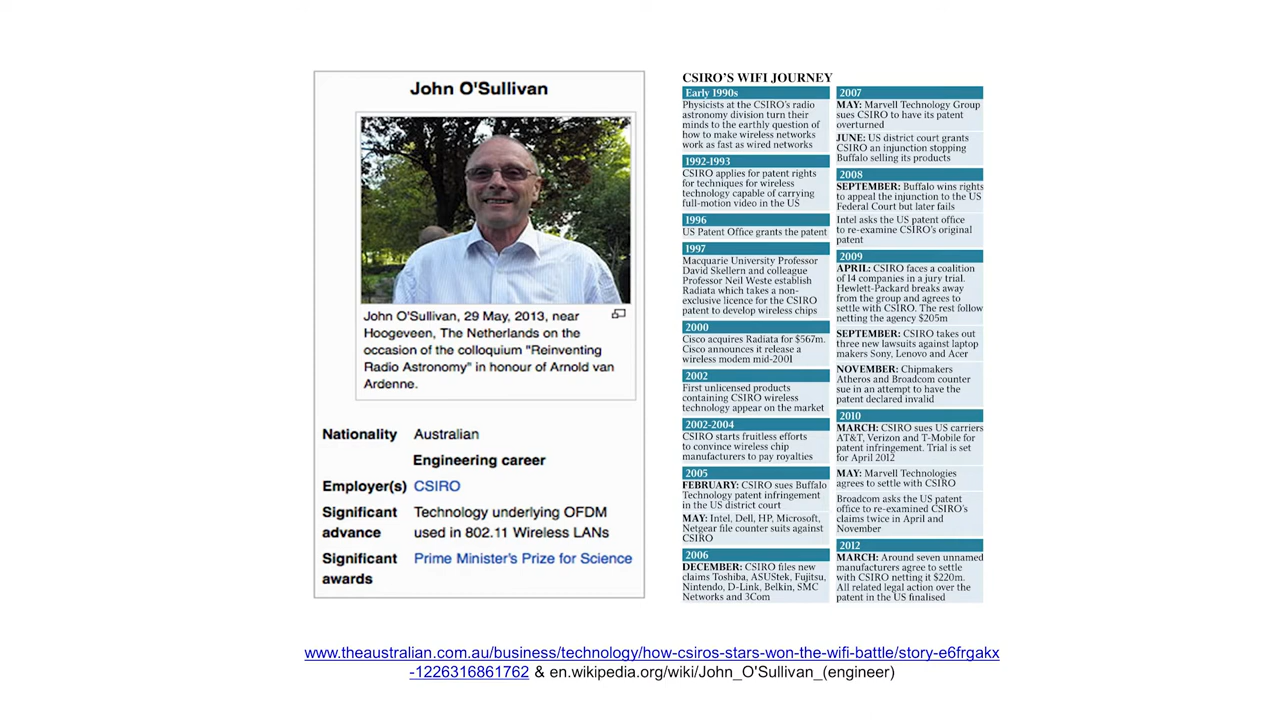 John O'Sullivan
John O'Sullivan, 29 May, 2013, near
Hoogeveen, The Netherlands on the
occasion of the colloquium "Reinventing
Radio Astronomy" in honour of Arnold van
Ardenne.
Nationality Australian
Engineering career
Employer(s) CSIRO
Significant Technology underlying OFDM
advance used in 802.11 Wireless LANs
Significant Prime Minister's Prize for Science
awards
CSIRO'S WIFI JOURNEY
Early 1990s
Physicists at the CSIRO's radio
astronomy division turn their
minds to the earthly question of
how to make wireless networks
work as fast as wired networks
1992-1993
CSIRO applies for patent rights
for techniques for wireless
technology capable of carrying
full-motion video in the US
1996
US Patent Office grants the patent
1997
Macquarie University Professor
David Skellern and colleague
Professor Neil Weste establish
Radiata which takes a non-
exclusive licence for the CSIRO
patent to develop wireless chips
2000
Cisco acquires Radiata for $567m.
Cisco announces it release a
wireless modem mid-2001
2002
First unlicensed products
containing CSIRO wireless
technology appear on the market
2002-2004
CSIRO starts fruitless efforts
to convince wireless chip
manufacturers to pay royalties
2005
FEBRUARY: CSIRO sues Buffalo
Technology patent infringement
in the US district court
MAY: Intel, Dell, HP, Microsoft,
Netgear file counter suits against
CSIRO
2006
DECEMBER: CSIRO files new
claims Toshiba, ASUStek, Fujitsu,
Nintendo, D-Link, Belkin, SMC
Networks and 3Com
2007
MAY: Marvell Technology Group
sues CSIRO to have its patent
overturned
JUNE: US district court grants
CSIRO an injunction stopping
Buffalo selling its products
2008
SEPTEMBER: Buffalo wins rights
to appeal the injunction to the US
Federal Court but later fails
Intel asks the US patent office
to re-examine CSIRO's original
patent
2009
APRIL: CSIRO faces a coalition
of 14 companies in a jury trial.
Hewlett-Packard breaks away
from the group and agrees to
settle with CSIRO. The rest follow
netting the agency $205m
SEPTEMBER: CSIRO takes out
three new lawsuits against laptop
makers Sony, Lenovo and Acer
NOVEMBER: Chipmakers
Atheros and Broadcom counter
sue in an attempt to have the
patent declared invalid
2010
MARCH: CSIRO sues US carriers
AT&T, Verizon and T-Mobile for
patent infringement. Trial is set
for April 2012
MAY: Marvell Technologies
agrees to settle with CSIRO
Broadcom asks the US patent
office to re-examined CSIRO's
claims twice in April and
November
2012
MARCH: Around seven unnamed
manufacturers agree to settle
with CSIRO netting it $220m.
All related legal action over the
patent in the US finalised
www.theaustralian.com.au/business/technology/how-csiros-stars-won-the-wifi-battle/story-e6frgakx
-1226316861762 & en.wikipedia.org/wiki/John_O'Sullivan_(engineer)